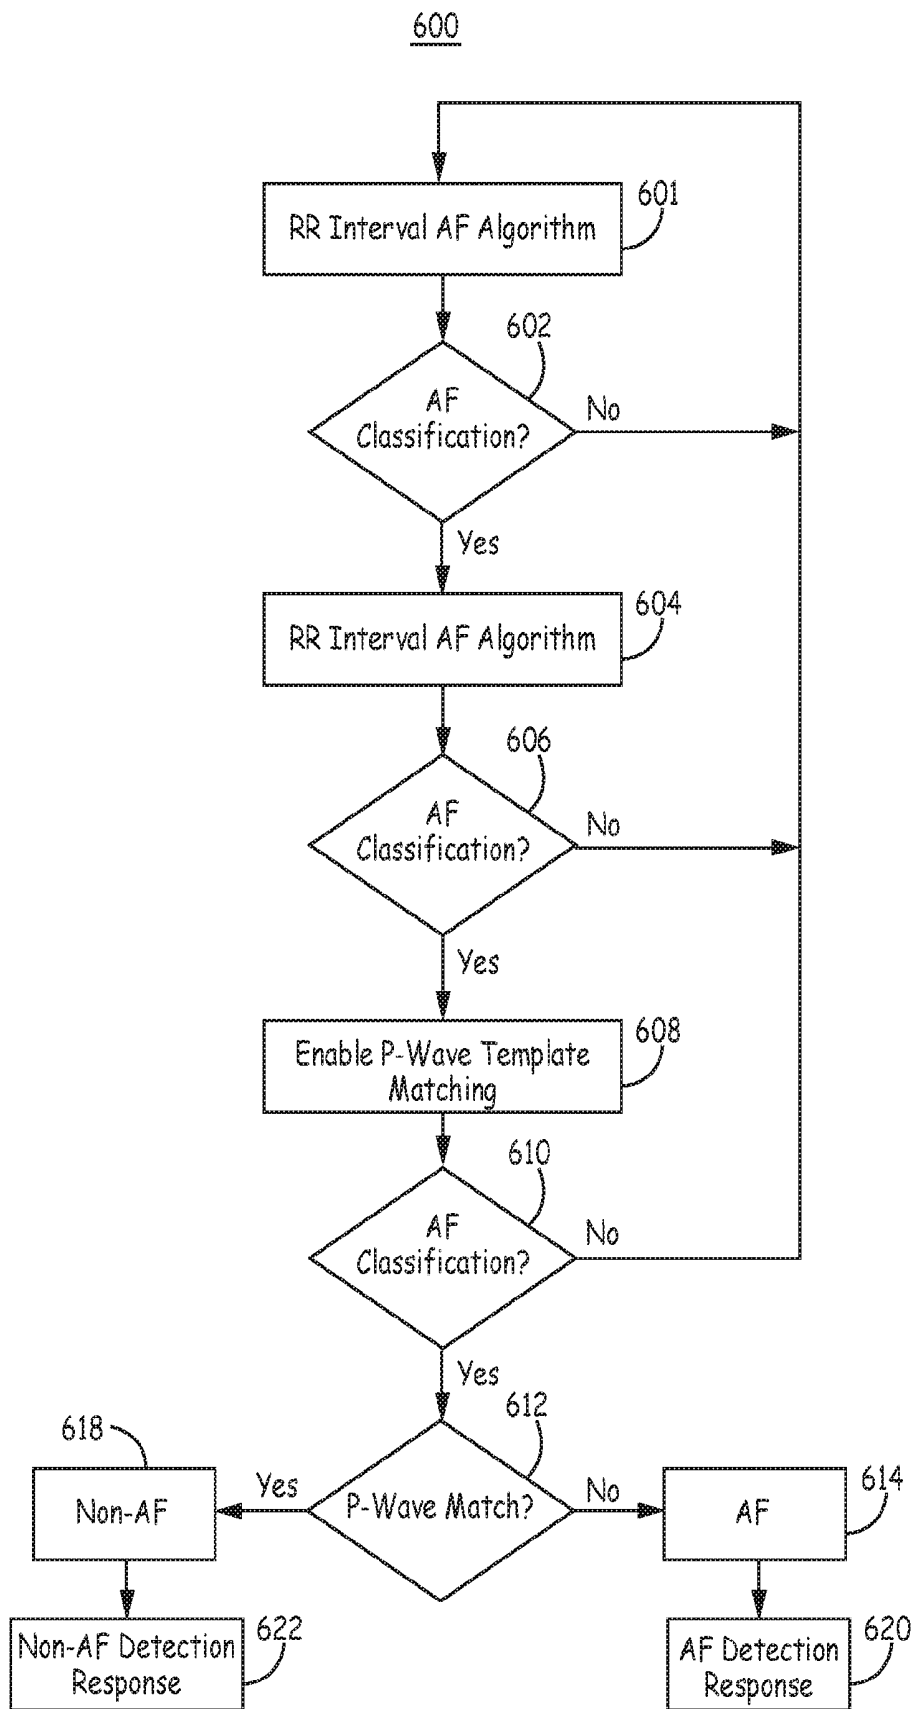 600
RR Interval AF Algorithm
601
602
AF
Classification?
No
Yes
RR Interval AF Algorithm
604
606
AF
Classification?
No
Yes
Enable P-Wave Template
Matching
608
610
AF
Classification?
No
Yes
612
618
Yes
P-Wave Match?
No
Non-AF
AF
614
Non-AF Detection
Response
622
AF Detection
Response
620